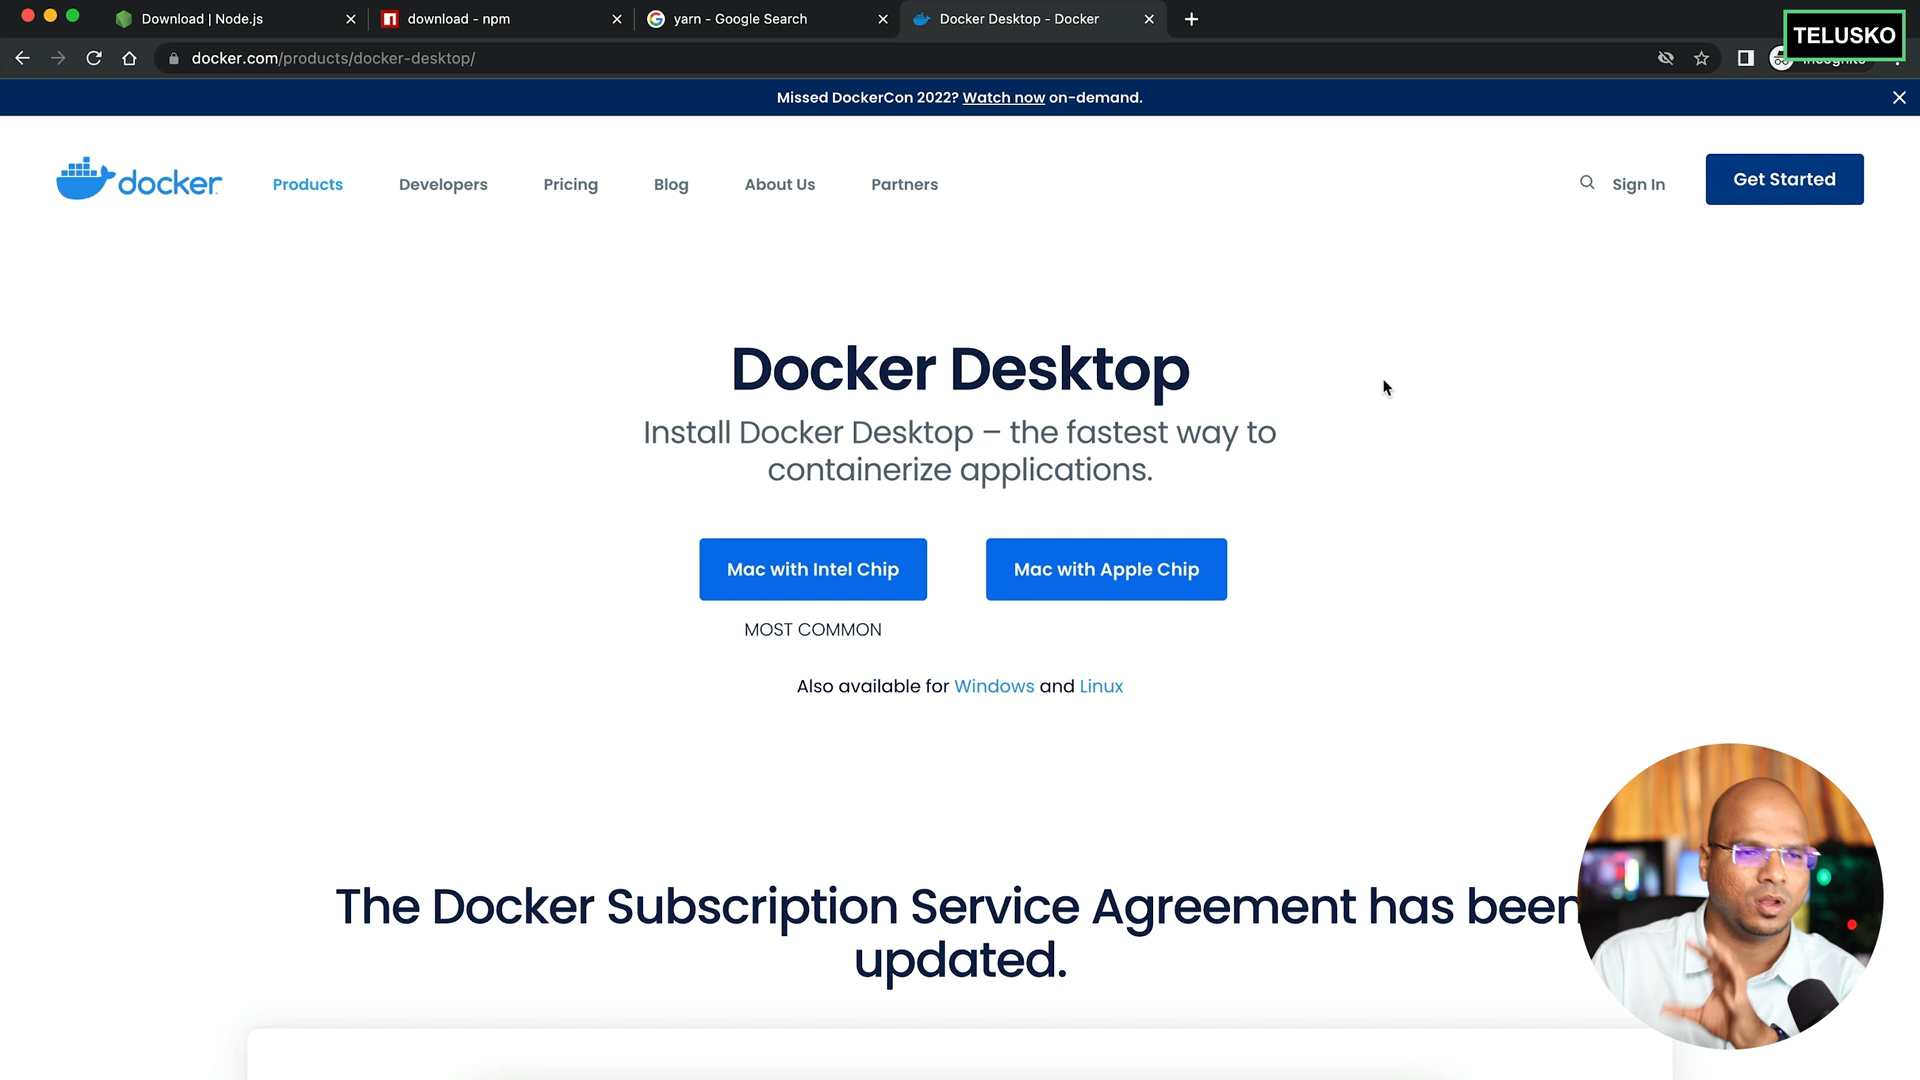 Download | Node.js
download - npm
yarn - Google Search
Docker Desktop - Docker
TELUSKO
docker.com/products/docker-desktop/
Incognito
Missed DockerCon 2022? Watch now on-demand.
docker
Products
Developers
Pricing
Blog
About Us
Partners
Sign In
Get Started
Docker Desktop
Install Docker Desktop – the fastest way to
containerize applications.
Mac with Intel Chip
Mac with Apple Chip
MOST COMMON
Also available for Windows and Linux
The Docker Subscription Service Agreement has been
updated.